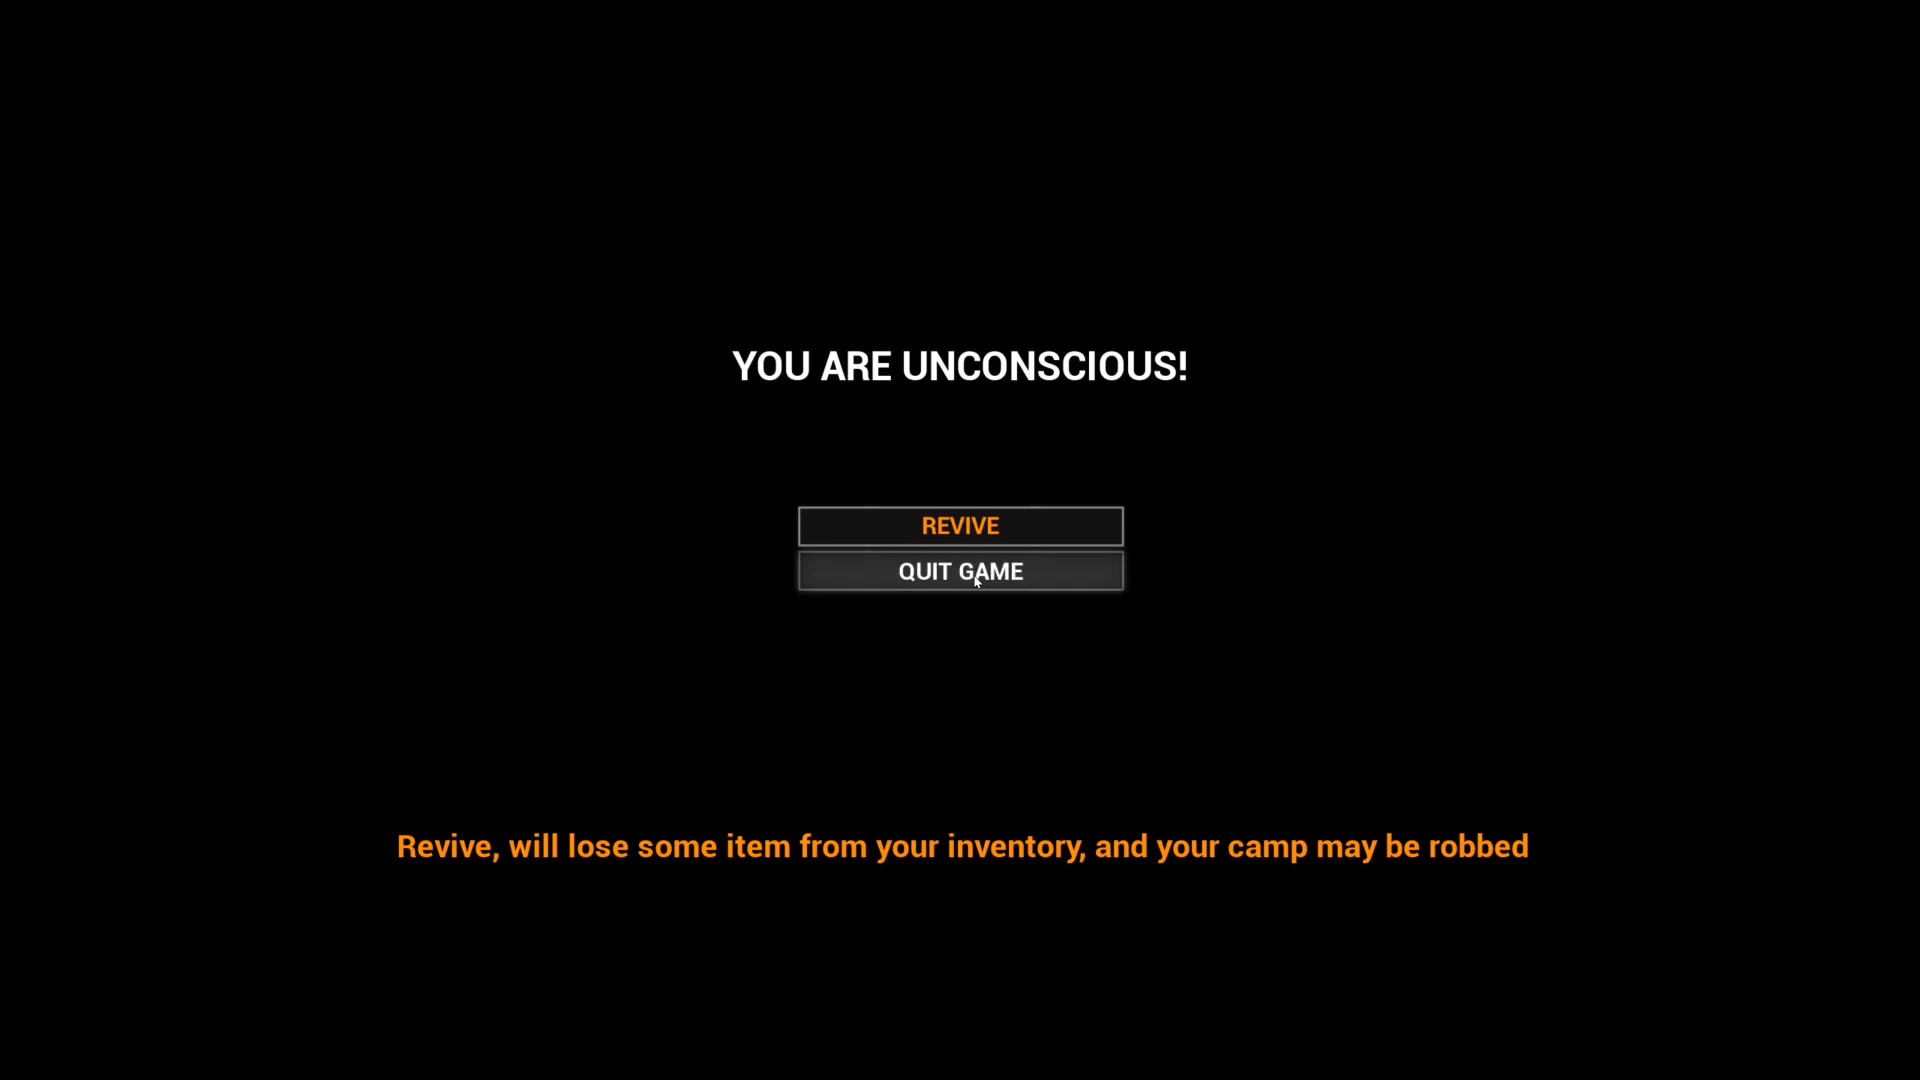 YOU ARE UNCONSCIOUS!
REVIVE
QUIT GAME
Revive, will lose some item from your inventory, and your camp may be robbed